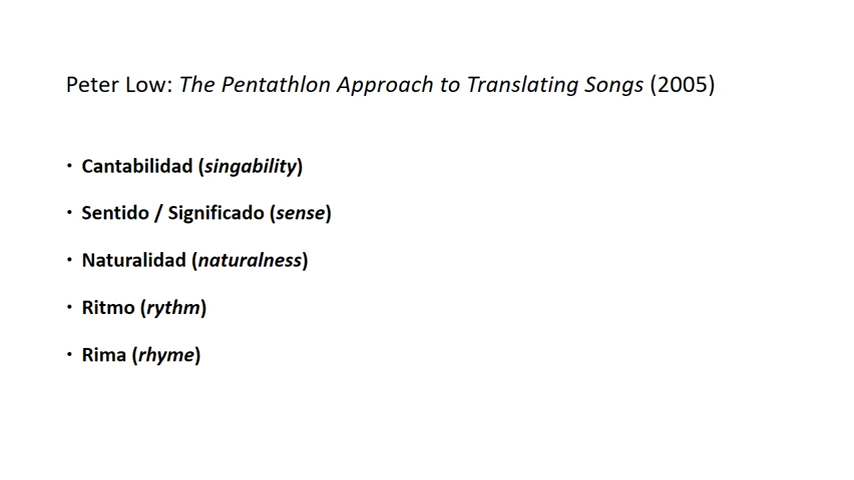 Peter Low: The Pentathlon Approach to Translating Songs (2005)
• Cantabilidad (singability)
• Sentido / Significado (sense)
• Naturalidad (naturalness)
• Ritmo (rythm)
• Rima (rhyme)